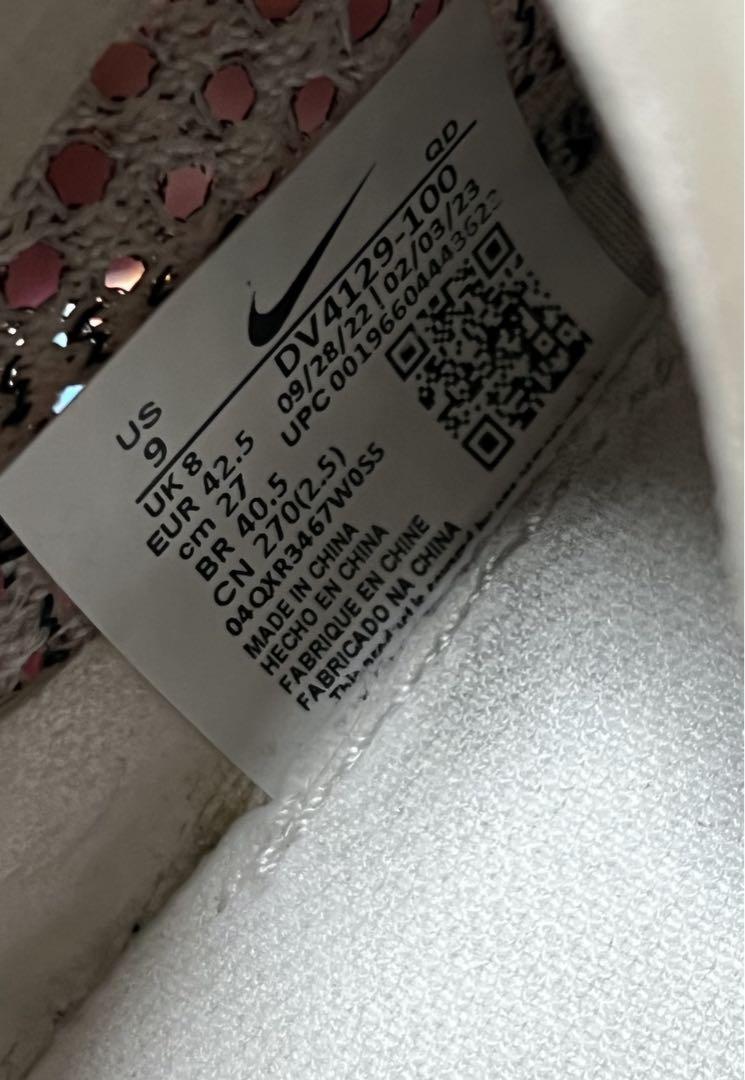 QD
DV4129-100
09/28/22 | 02/03/23
UPC 00196604443622
US
9
UK 8
EUR 42.5
cm 27
BR 40.5
CN 270(2.5)
04QXR3467W0S5
MADE IN CHINA
HECHO EN CHINA
FABRIQUE EN CHINE
FABRICADO NA CHINA